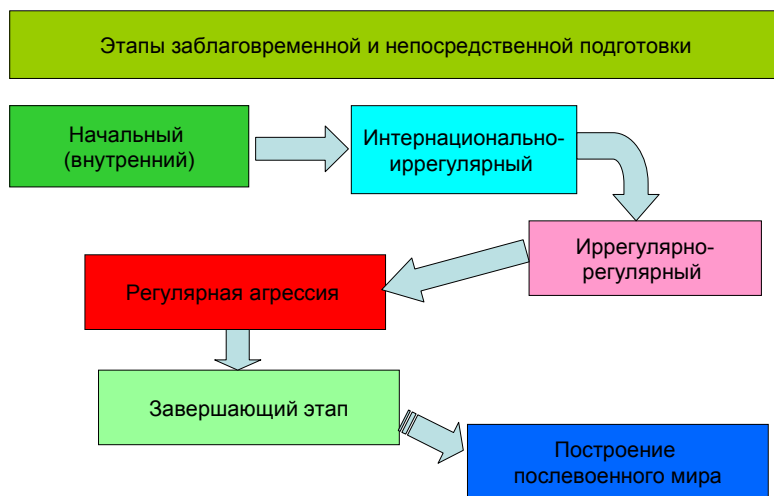 Этапы заблаговременной и непосредственной подготовки
Начальный
(внутренний)
Интернационально-
иррегулярный
Иррегулярно-
регулярный
Регулярная агрессия
Завершающий этап
Построение
послевоенного мира